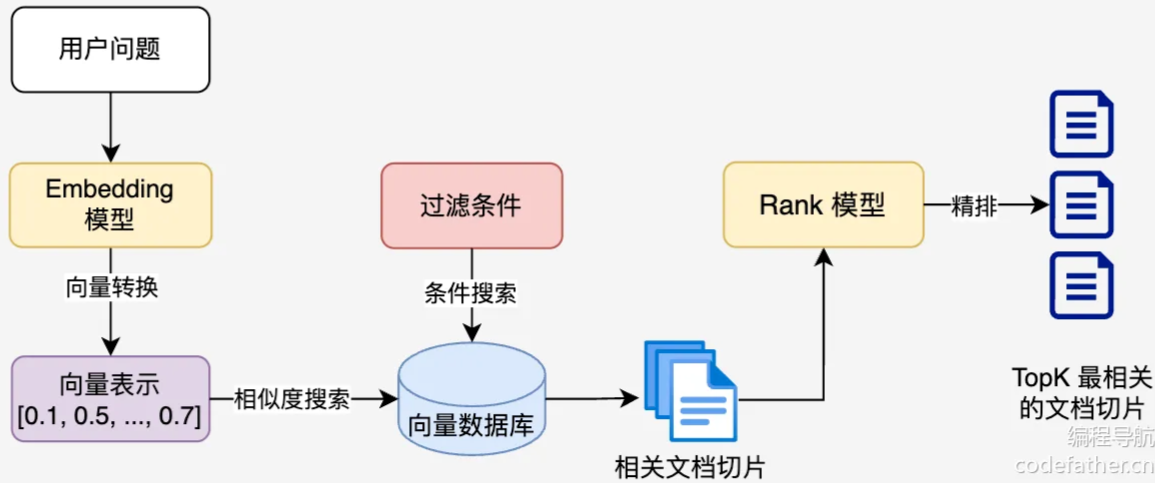 用户问题
Embedding
模型
向量转换
向量表示
[0.1, 0.5, ..., 0.7]
相似度搜索
过滤条件
条件搜索
向量数据库
相关文档切片
Rank 模型
精排
TopK 最相关
的文档切片
编程导航
codefather.cn